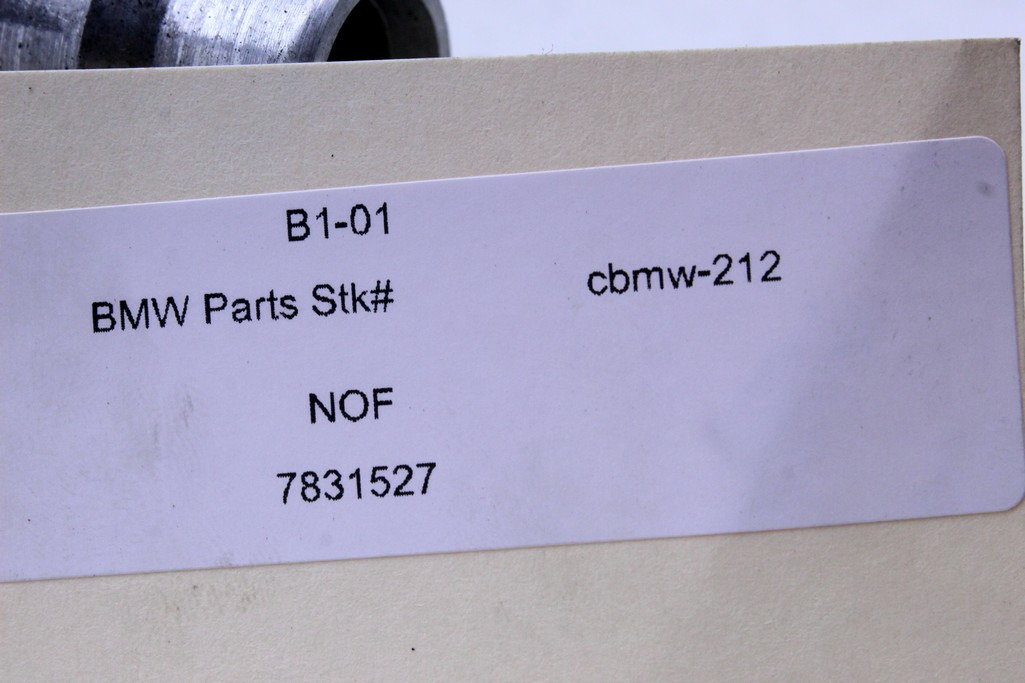 B1-01
BMW Parts Stk# cbmw-212
NOF
7831527